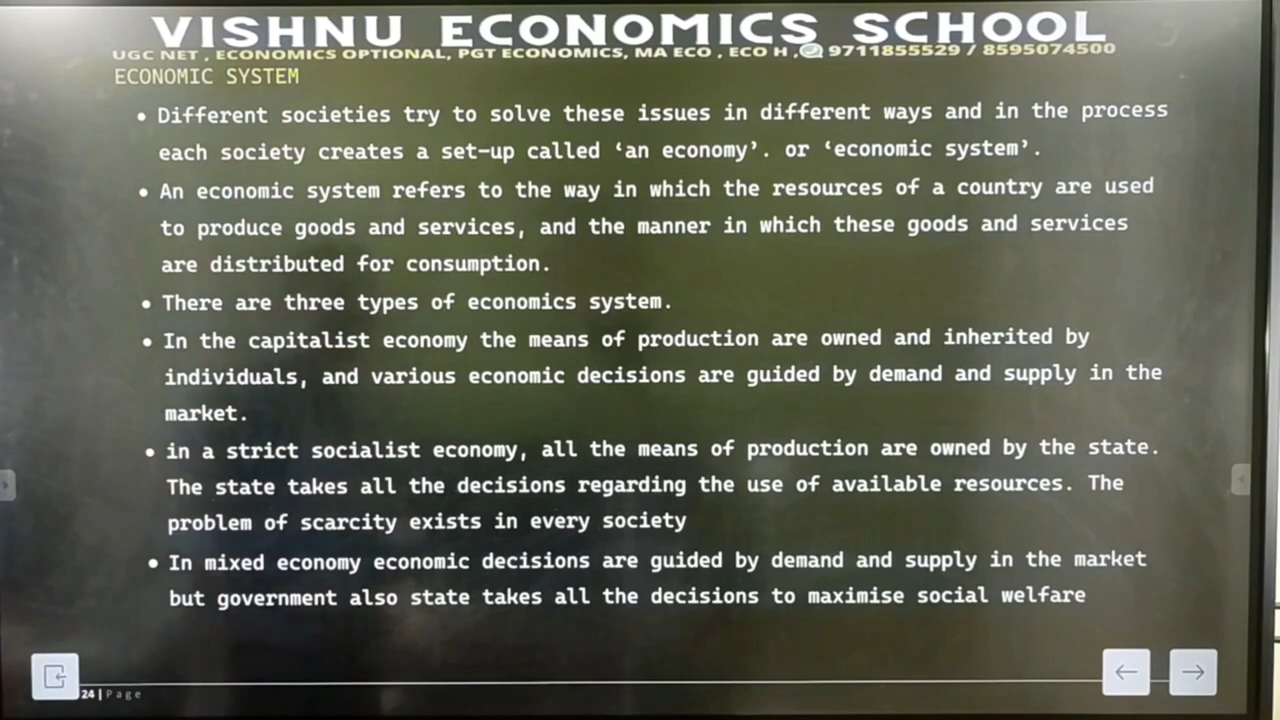 VISHNU ECONOMICS SCHOOL
UGC NET , ECONOMICS OPTIONAL, PGT ECONOMICS, MA ECO , ECO H , 9711855529 / 8595074500
ECONOMIC SYSTEM
• Different societies try to solve these issues in different ways and in the process
each society creates a set-up called ‘an economy’. or ‘economic system’.
• An economic system refers to the way in which the resources of a country are used
to produce goods and services, and the manner in which these goods and services
are distributed for consumption.
• There are three types of economics system.
• In the capitalist economy the means of production are owned and inherited by
individuals, and various economic decisions are guided by demand and supply in the
market.
• in a strict socialist economy, all the means of production are owned by the state.
The state takes all the decisions regarding the use of available resources. The
problem of scarcity exists in every society
• In mixed economy economic decisions are guided by demand and supply in the market
but government also state takes all the decisions to maximise social welfare
24 | Page